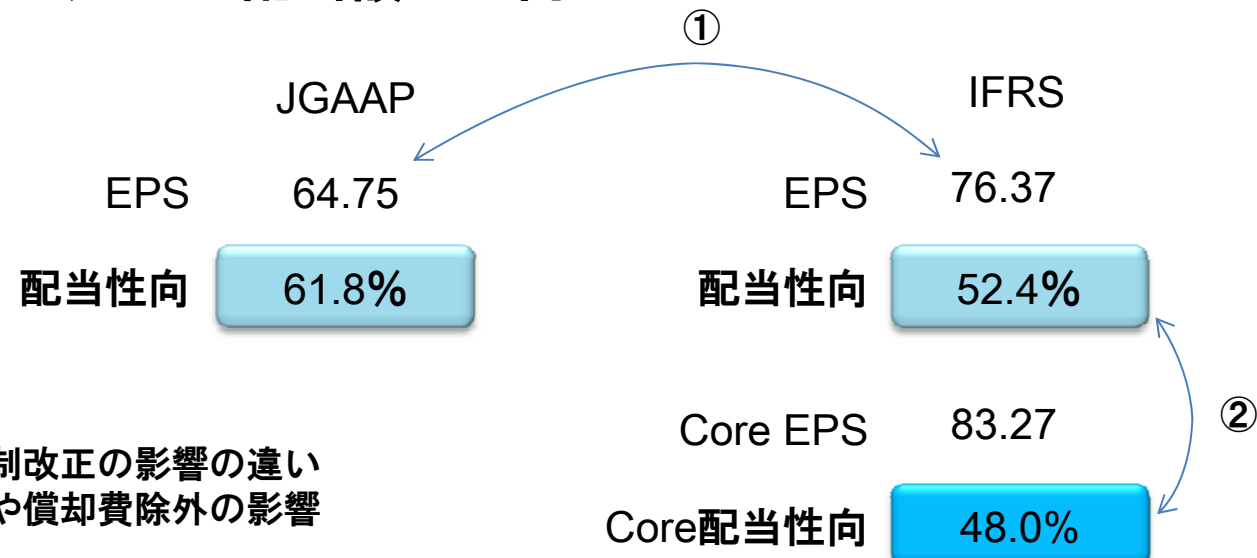 ①
JGAAP
IFRS
EPS 64.75
EPS 76.37
配当性向 61.8%
配当性向 52.4%
②
Core EPS 83.27
制改正の影響の違い
や償却費除外の影響
Core配当性向 48.0%